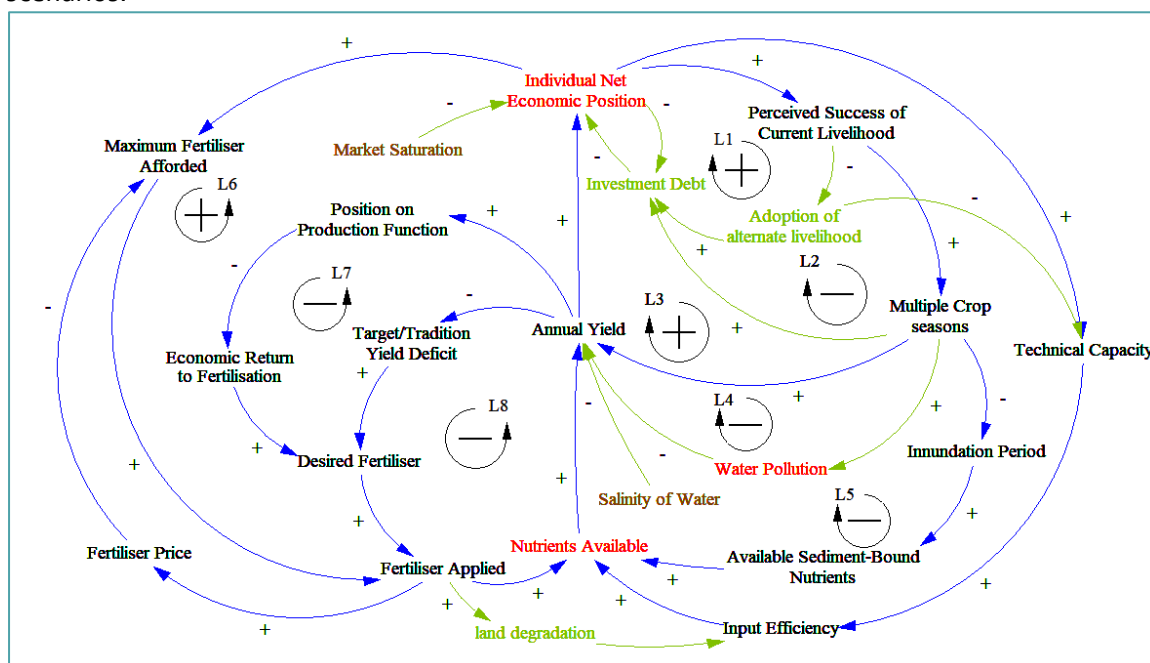 scenarios.
+
+
Individual Net
Economic Position
-
-
Perceived Success of
Current Livelihood
Maximum Fertiliser
Afforded
Market Saturation
-
L1
+
-
-
Investment Debt
L6
+
Position on
Production Function
+
+
Adoption of
alternate livelihood
+
+
+
-
L7
-
L2
-
-
L3
+
Multiple Crop
seasons
-
Target/Tradition
Yield Deficit
Annual Yield
+
Technical Capacity
Economic Return
to Fertilisation
+
+
-
L4
-
+
-
L8
-
+
Desired Fertiliser
-
Water Pollution
Innundation Period
+
+
Salinity of Water
L5
-
+
+
Fertiliser Price
Nutrients Available
Available Sediment-Bound
Nutrients
Fertiliser Applied
+
+
+
+
+
+
land degradation
Input Efficiency